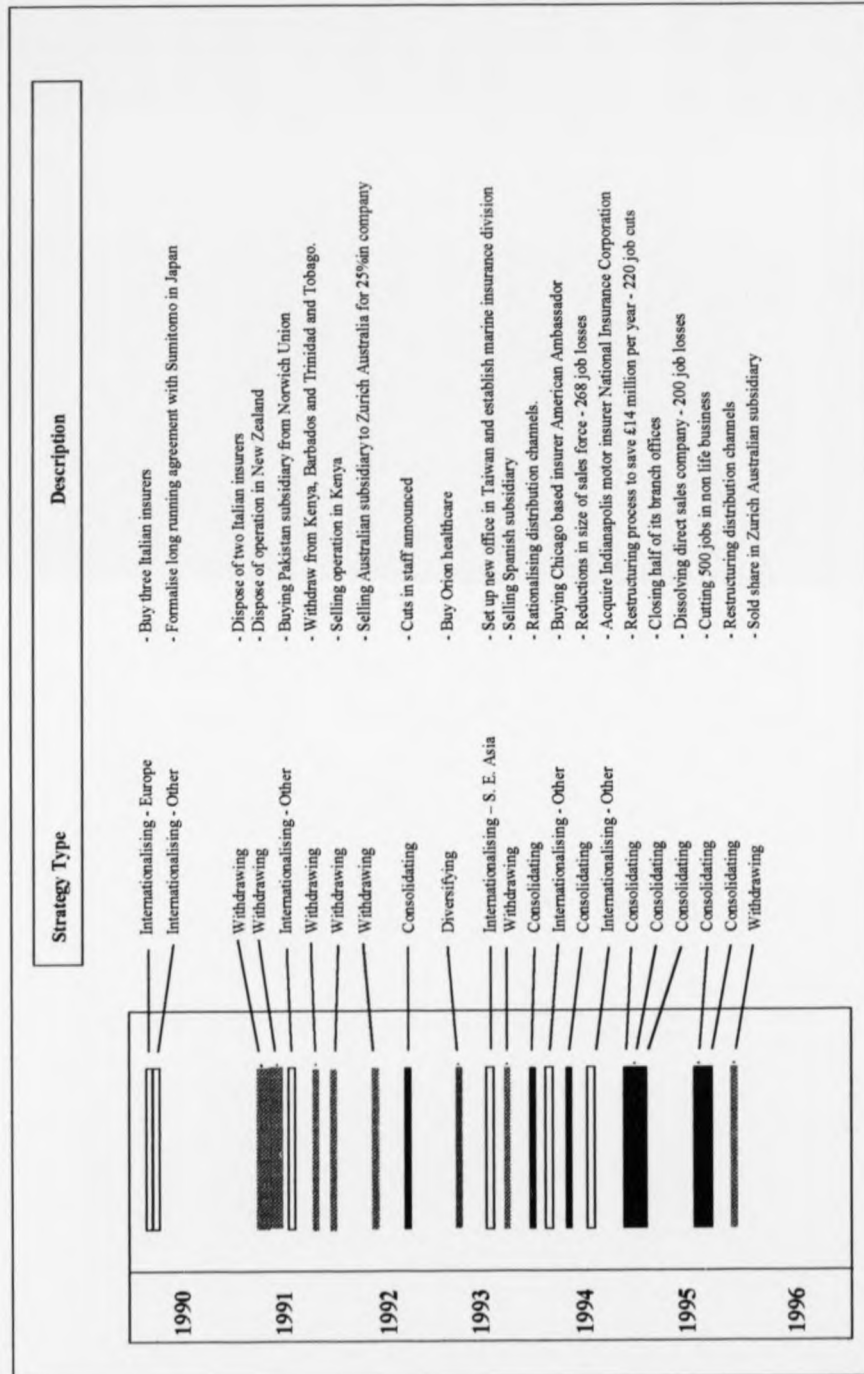 Strategy Type Description
Internationalising - Europe - Buy three Italian insurers
Internationalising - Other - Formalise long running agreement with Sumitomo in Japan
Withdrawing - Dispose of two Italian insurers
Withdrawing - Dispose of operation in New Zealand
Internationalising - Other - Buying Pakistan subsidiary from Norwich Union
Withdrawing - Withdraw from Kenya, Barbados and Trinidad and Tobago.
Withdrawing - Selling operation in Kenya
Withdrawing - Selling Australian subsidiary to Zurich Australia for 25%in company
Consolidating - Cuts in staff announced
Diversifying - Buy Orion healthcare
Internationalising – S. E. Asia - Set up new office in Taiwan and establish marine insurance division
Withdrawing - Selling Spanish subsidiary
Consolidating - Rationalising distribution channels.
Internationalising - Other - Buying Chicago based insurer American Ambassador
Consolidating - Reductions in size of sales force - 268 job losses
Internationalising - Other - Acquire Indianapolis motor insurer National Insurance Corporation
Consolidating - Restructuring process to save £14 million per year - 220 job cuts
Consolidating - Closing half of its branch offices
Consolidating - Dissolving direct sales company - 200 job losses
Consolidating - Cutting 500 jobs in non life business
Consolidating - Restructuring distribution channels
Withdrawing - Sold share in Zurich Australian subsidiary
1990
1991
1992
1993
1994
1995
1996